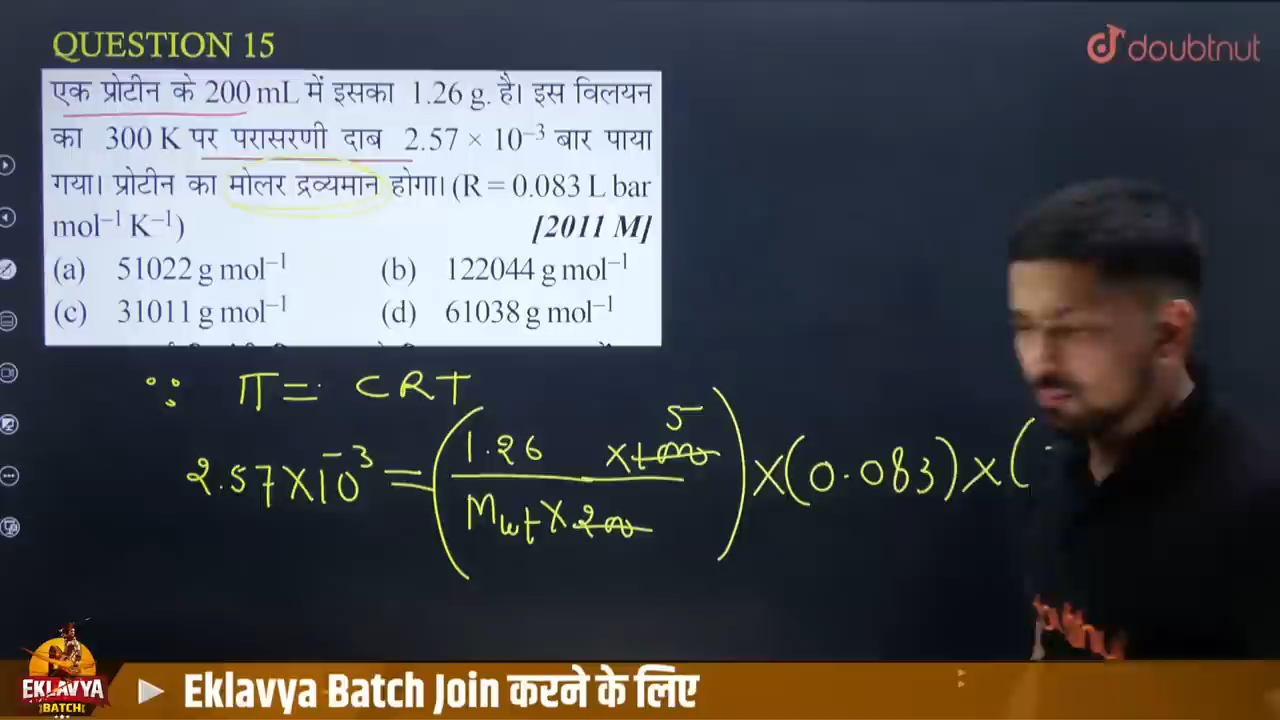 QUESTION 15
doubtnut
एक प्रोटीन के 200 mL में इसका 1.26 g. है। इस विलयन
का 300 K पर परासरणी दाब 2.57 × 10⁻³ बार पाया
गया। प्रोटीन का मोलर द्रव्यमान होगा। (R = 0.083 L bar
mol⁻¹ K⁻¹) [2011 M]
(a) 51022 g mol⁻¹ (b) 122044 g mol⁻¹
(c) 31011 g mol⁻¹ (d) 61038 g mol⁻¹
∵ π = CRT
5
2.57×10⁻³ = (1.26 ×1000 / Mwt × 200) × (0.083) × (
EKLAVYA
BATCH
Eklavya Batch Join करने के लिए